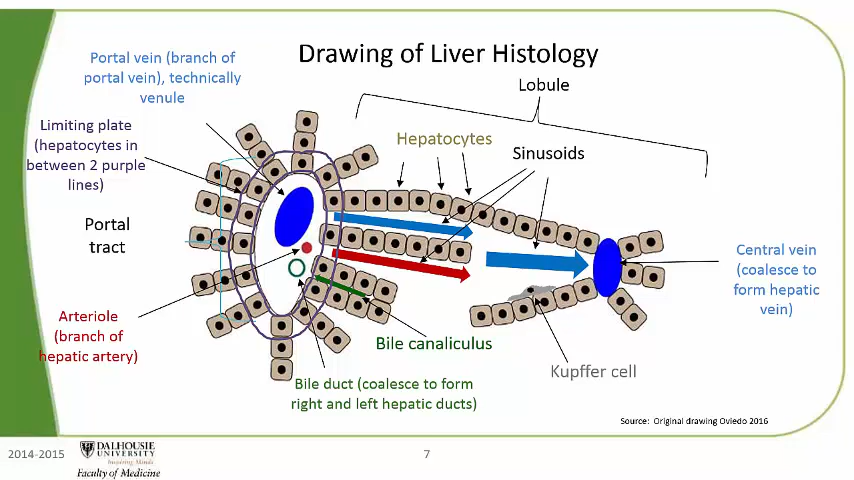 Drawing of Liver Histology
Portal vein (branch of
portal vein), technically
venule
Lobule
Limiting plate
(hepatocytes in
between 2 purple
lines)
Hepatocytes
Sinusoids
Portal
tract
Central vein
(coalesce to
form hepatic
vein)
Arteriole
(branch of
hepatic artery)
Bile canaliculus
Kupffer cell
Bile duct (coalesce to form
right and left hepatic ducts)
Source: Original drawing Oviedo 2016
2014-2015
DALHOUSIE
UNIVERSITY
Inspiring Minds
Faculty of Medicine
7